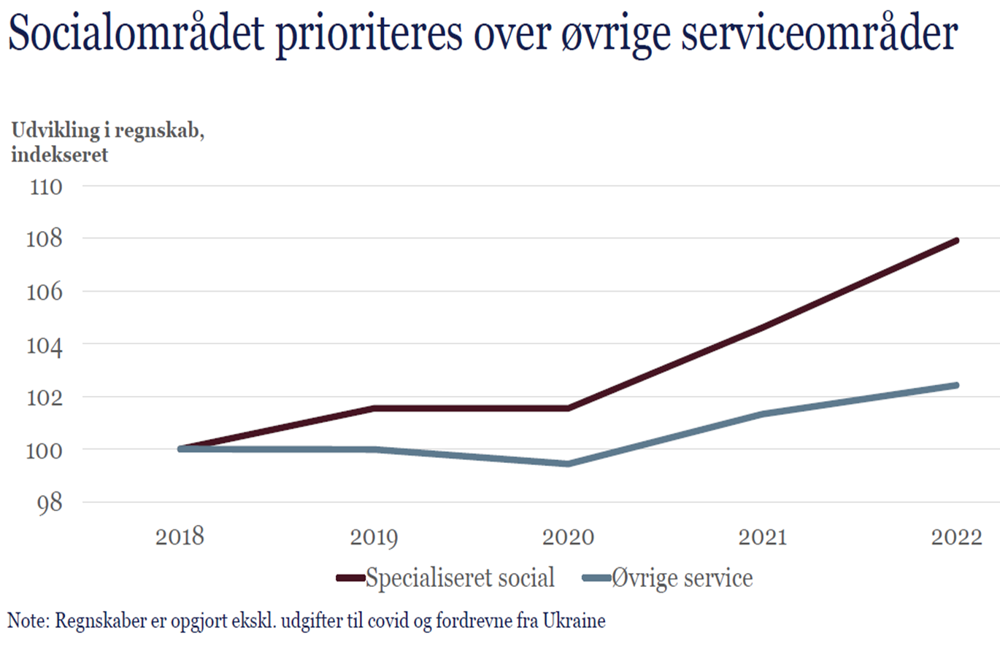 Socialområdet prioriteres over øvrige serviceområder
Udvikling i regnskab,
indekseret
110
108
106
104
102
100
98
2018 2019 2020 2021 2022
Specialiseret social Øvrige service
Note: Regnskaber er opgjort ekskl. udgifter til covid og fordrevne fra Ukraine